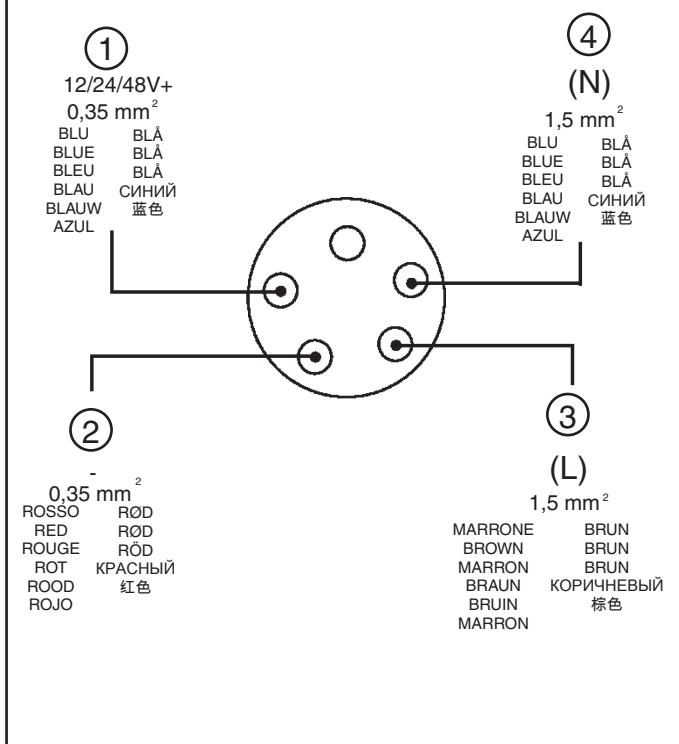 1
12/24/48V+
0,35 mm²
BLU BLÅ
BLUE BLÅ
BLEU BLÅ
BLAU СИНИЙ
BLAUW 蓝色
AZUL
4
(N)
1,5 mm²
BLU BLÅ
BLUE BLÅ
BLEU BLÅ
BLAU СИНИЙ
BLAUW 蓝色
AZUL
2
-
0,35 mm²
ROSSO RØD
RED RØD
ROUGE RÖD
ROT КРАСНЫЙ
ROOD 红色
ROJO
3
(L)
1,5 mm²
MARRONE BRUN
BROWN BRUN
MARRON BRUN
BRAUN КОРИЧНЕВЫЙ
BRUIN 棕色
MARRON